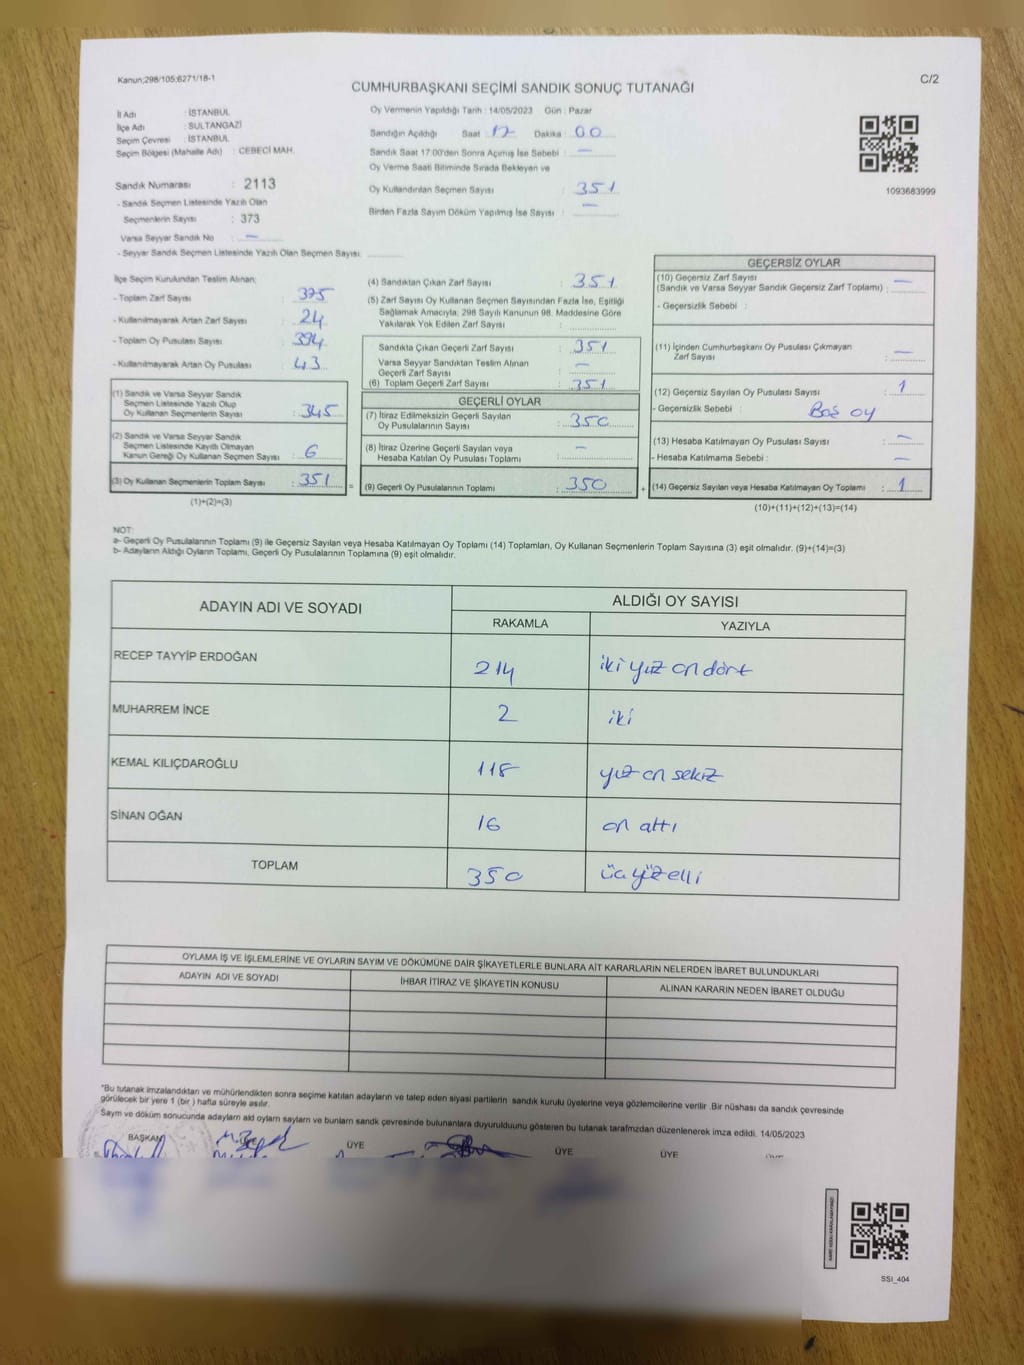 Kanun;298/105;6271/18-1
C/2
CUMHURBAŞKANI SEÇİMİ SANDIK SONUÇ TUTANAĞI
İl Adı : İSTANBUL
İlçe Adı : SULTANGAZİ
Seçim Çevresi : İSTANBUL
Seçim Bölgesi (Mahalle Adı) : CEBECİ MAH.
Sandık Numarası : 2113
- Sandık Seçmen Listesinde Yazılı Olan
Seçmenlerin Sayısı : 373
Varsa Seyyar Sandık No : —
- Seyyar Sandık Seçmen Listesinde Yazılı Olan Seçmen Sayısı:
Oy Vermenin Yapıldığı Tarih : 14/05/2023 Gün : Pazar
Sandığın Açıldığı Saat : 17 Dakika : 00
Sandık Saat 17:00'den Sonra Açılmış İse Sebebi : —
Oy Verme Saati Bitiminde Sırada Bekleyen ve
Oy Kullandırılan Seçmen Sayısı : 351
Birden Fazla Sayım Döküm Yapılmış İse Sayısı : —
1093683999
İlçe Seçim Kurulundan Teslim Alınan;
- Toplam Zarf Sayısı : 375
- Kullanılmayarak Artan Zarf Sayısı : 24
- Toplam Oy Pusulası Sayısı : 394
- Kullanılmayarak Artan Oy Pusulası : 43
(1) Sandık ve Varsa Seyyar Sandık
Seçmen Listesinde Yazılı Olup
Oy Kullanan Seçmenlerin Sayısı : 345
(2) Sandık ve Varsa Seyyar Sandık
Seçmen Listesinde Kayıtlı Olmayan
Kanun Gereği Oy Kullanan Seçmen Sayısı : 6
(3) Oy Kullanan Seçmenlerin Toplam Sayısı : 351
(1)+(2)=(3)
(4) Sandıktan Çıkan Zarf Sayısı : 351
(5) Zarf Sayısı Oy Kullanan Seçmen Sayısından Fazla İse, Eşitliği
Sağlamak Amacıyla; 298 Sayılı Kanunun 98. Maddesine Göre
Yakılarak Yok Edilen Zarf Sayısı :
Sandıkta Çıkan Geçerli Zarf Sayısı : 351
Varsa Seyyar Sandıktan Teslim Alınan
Geçerli Zarf Sayısı : —
(6) Toplam Geçerli Zarf Sayısı : 351
GEÇERLİ OYLAR
(7) İtiraz Edilmeksizin Geçerli Sayılan
Oy Pusulalarının Sayısı : 350
(8) İtiraz Üzerine Geçerli Sayılan veya
Hesaba Katılan Oy Pusulası Toplamı : —
= (9) Geçerli Oy Pusulalarının Toplamı : 350 +
GEÇERSİZ OYLAR
(10) Geçersiz Zarf Sayısı
(Sandık ve Varsa Seyyar Sandık Geçersiz Zarf Toplamı) : —
- Geçersizlik Sebebi :
(11) İçinden Cumhurbaşkanı Oy Pusulası Çıkmayan
Zarf Sayısı : —
(12) Geçersiz Sayılan Oy Pusulası Sayısı : 1
- Geçersizlik Sebebi : Boş oy
(13) Hesaba Katılmayan Oy Pusulası Sayısı : —
- Hesaba Katılmama Sebebi : —
(14) Geçersiz Sayılan veya Hesaba Katılmayan Oy Toplamı : 1
(10)+(11)+(12)+(13)=(14)
NOT:
a- Geçerli Oy Pusulalarının Toplamı (9) ile Geçersiz Sayılan veya Hesaba Katılmayan Oy Toplamı (14) Toplamları, Oy Kullanan Seçmenlerin Toplam Sayısına (3) eşit olmalıdır. (9)+(14)=(3)
b- Adayların Aldığı Oyların Toplamı, Geçerli Oy Pusulalarının Toplamına (9) eşit olmalıdır.
ADAYIN ADI VE SOYADI ALDIĞI OY SAYISI
RAKAMLA YAZIYLA
RECEP TAYYİP ERDOĞAN 214 iki yüz on dört
MUHARREM İNCE 2 iki
KEMAL KILIÇDAROĞLU 118 yüz on sekiz
SİNAN OĞAN 16 on altı
TOPLAM 350 üçyüzelli
OYLAMA İŞ VE İŞLEMLERİNE VE OYLARIN SAYIM VE DÖKÜMÜNE DAİR ŞİKAYETLERLE BUNLARA AİT KARARLARIN NELERDEN İBARET BULUNDUKLARI
ADAYIN ADI VE SOYADI İHBAR İTİRAZ VE ŞİKAYETİN KONUSU ALINAN KARARIN NEDEN İBARET OLDUĞU
"Bu tutanak imzalandıktan ve mühürlendikten sonra seçime katılan adayların ve talep eden siyasi partilerin sandık kurulu üyelerine veya gözlemcilerine verilir .Bir nüshası da sandık çevresinde
görülecek bir yere 1 (bir ) hafta süreyle asılır.
Sayım ve döküm sonucunda adayların ald oyların sayların ve bunların sandk çevresinde bulunanlara duyurulduunu gösteren bu tutanak tarafmzdan düzenlenerek imza edildi. 14/05/2023
BAŞKAN ÜYE ÜYE ÜYE
SSI_404